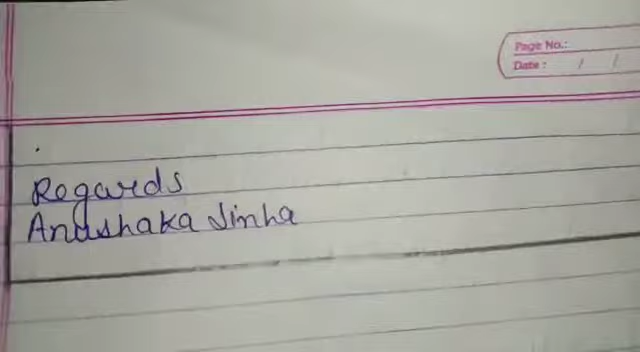 Page No.:
Date : / /
.
Regards
Anushaka Sinha